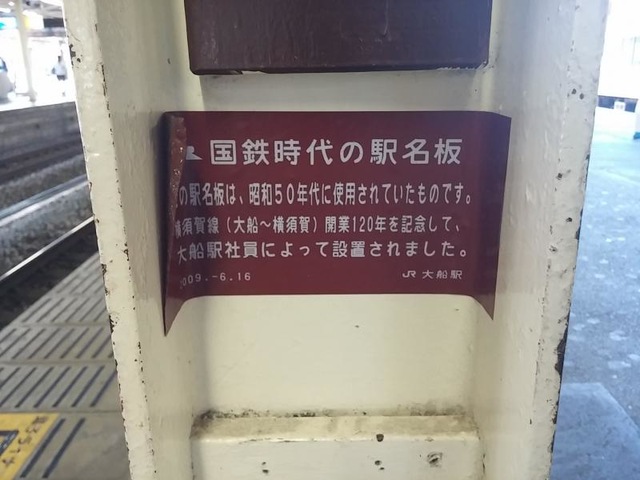 国鉄時代の駅名板
の駅名板は、昭和50年代に使用されていたものです。
横須賀線（大船～横須賀）開業120年を記念して、
大船駅社員によって設置されました。
2009.-6.16
JR 大船駅